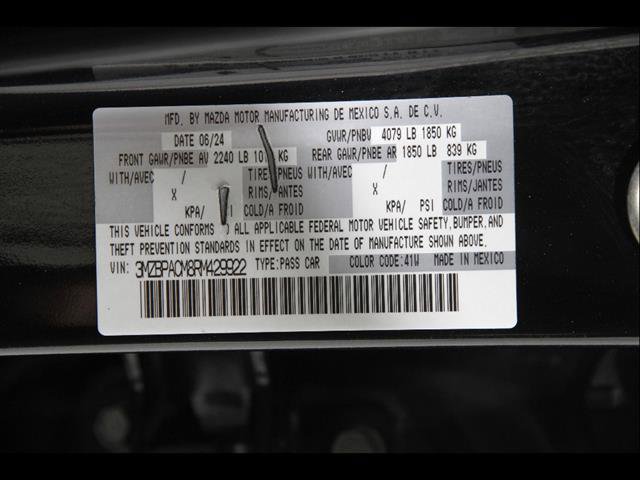 MFD. BY MAZDA MOTOR MANUFACTURING DE MEXICO S.A. DE C.V.
DATE 06/24 GVWR/PNBV 4079 LB 1850 KG
FRONT GAWR/PNBE AV 2240 LB 10 KG REAR GAWR/PNBE AR 1850 LB 839 KG
WITH/AVEC / TIRES/PNEUS WITH/AVEC / TIRES/PNEUS
X RIMS/JANTES X RIMS/JANTES
KPA/ PSI COLD/A FROID KPA/ PSI COLD/A FROID
THIS VEHICLE CONFORMS TO ALL APPLICABLE FEDERAL MOTOR VEHICLE SAFETY, BUMPER, AND
THEFT PREVENTION STANDARDS IN EFFECT ON THE DATE OF MANUFACTURE SHOWN ABOVE.
VIN: 3MZBPACM8RM429922 TYPE:PASS CAR COLOR CODE:41W MADE IN MEXICO